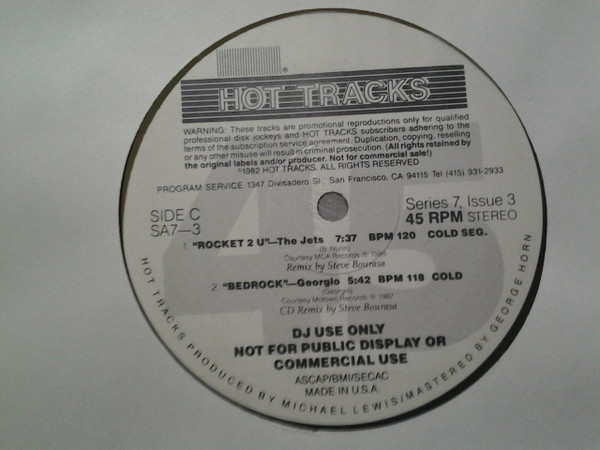 HOT TRACKS
®
WARNING: These tracks are promotional reproductions only for qualified
professional disk jockeys and HOT TRACKS subscribers adhering to the
terms of the subscription service agreement. Duplication, copying, reselling
or any other misuse will result in criminal prosecution. (All rights retained by
the original labels and/or producer. Not for commercial sale!)
©1982 HOT TRACKS. ALL RIGHTS RESERVED
PROGRAM SERVICE 1347 Divisadero St., San Francisco, CA 94115 Tel (415) 931-2933
SIDE C
SA7—3
Series 7, Issue 3
45 RPM STEREO
1. "ROCKET 2 U"—The Jets 7:37 BPM 120 COLD SEG.
(B. Nunn)
Courtesy MCA Records ℗
Remix by Steve Bourasa
2. "BEDROCK"—Georgio 5:42 BPM 118 COLD
(Georgio)
Courtesy Motown Records ℗ 1987
CD Remix by Steve Bourasa
DJ USE ONLY
NOT FOR PUBLIC DISPLAY OR
COMMERCIAL USE
ASCAP/BMI/SECAC
MADE IN U.S.A.
HOT TRACKS PRODUCED BY MICHAEL LEWIS/MASTERED BY GEORGE HORN
45